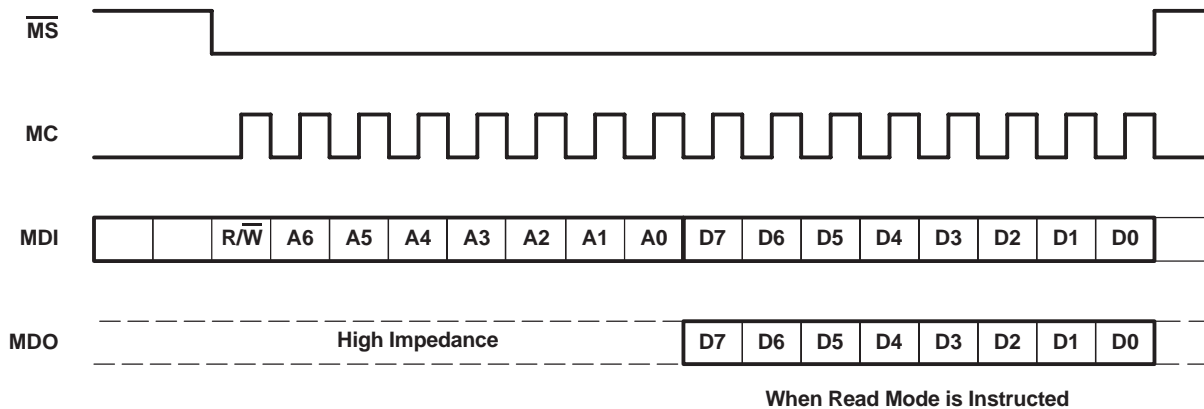 M̅S̅
MC
MDI R/W̅ A6 A5 A4 A3 A2 A1 A0 D7 D6 D5 D4 D3 D2 D1 D0
MDO High Impedance D7 D6 D5 D4 D3 D2 D1 D0
When Read Mode is Instructed